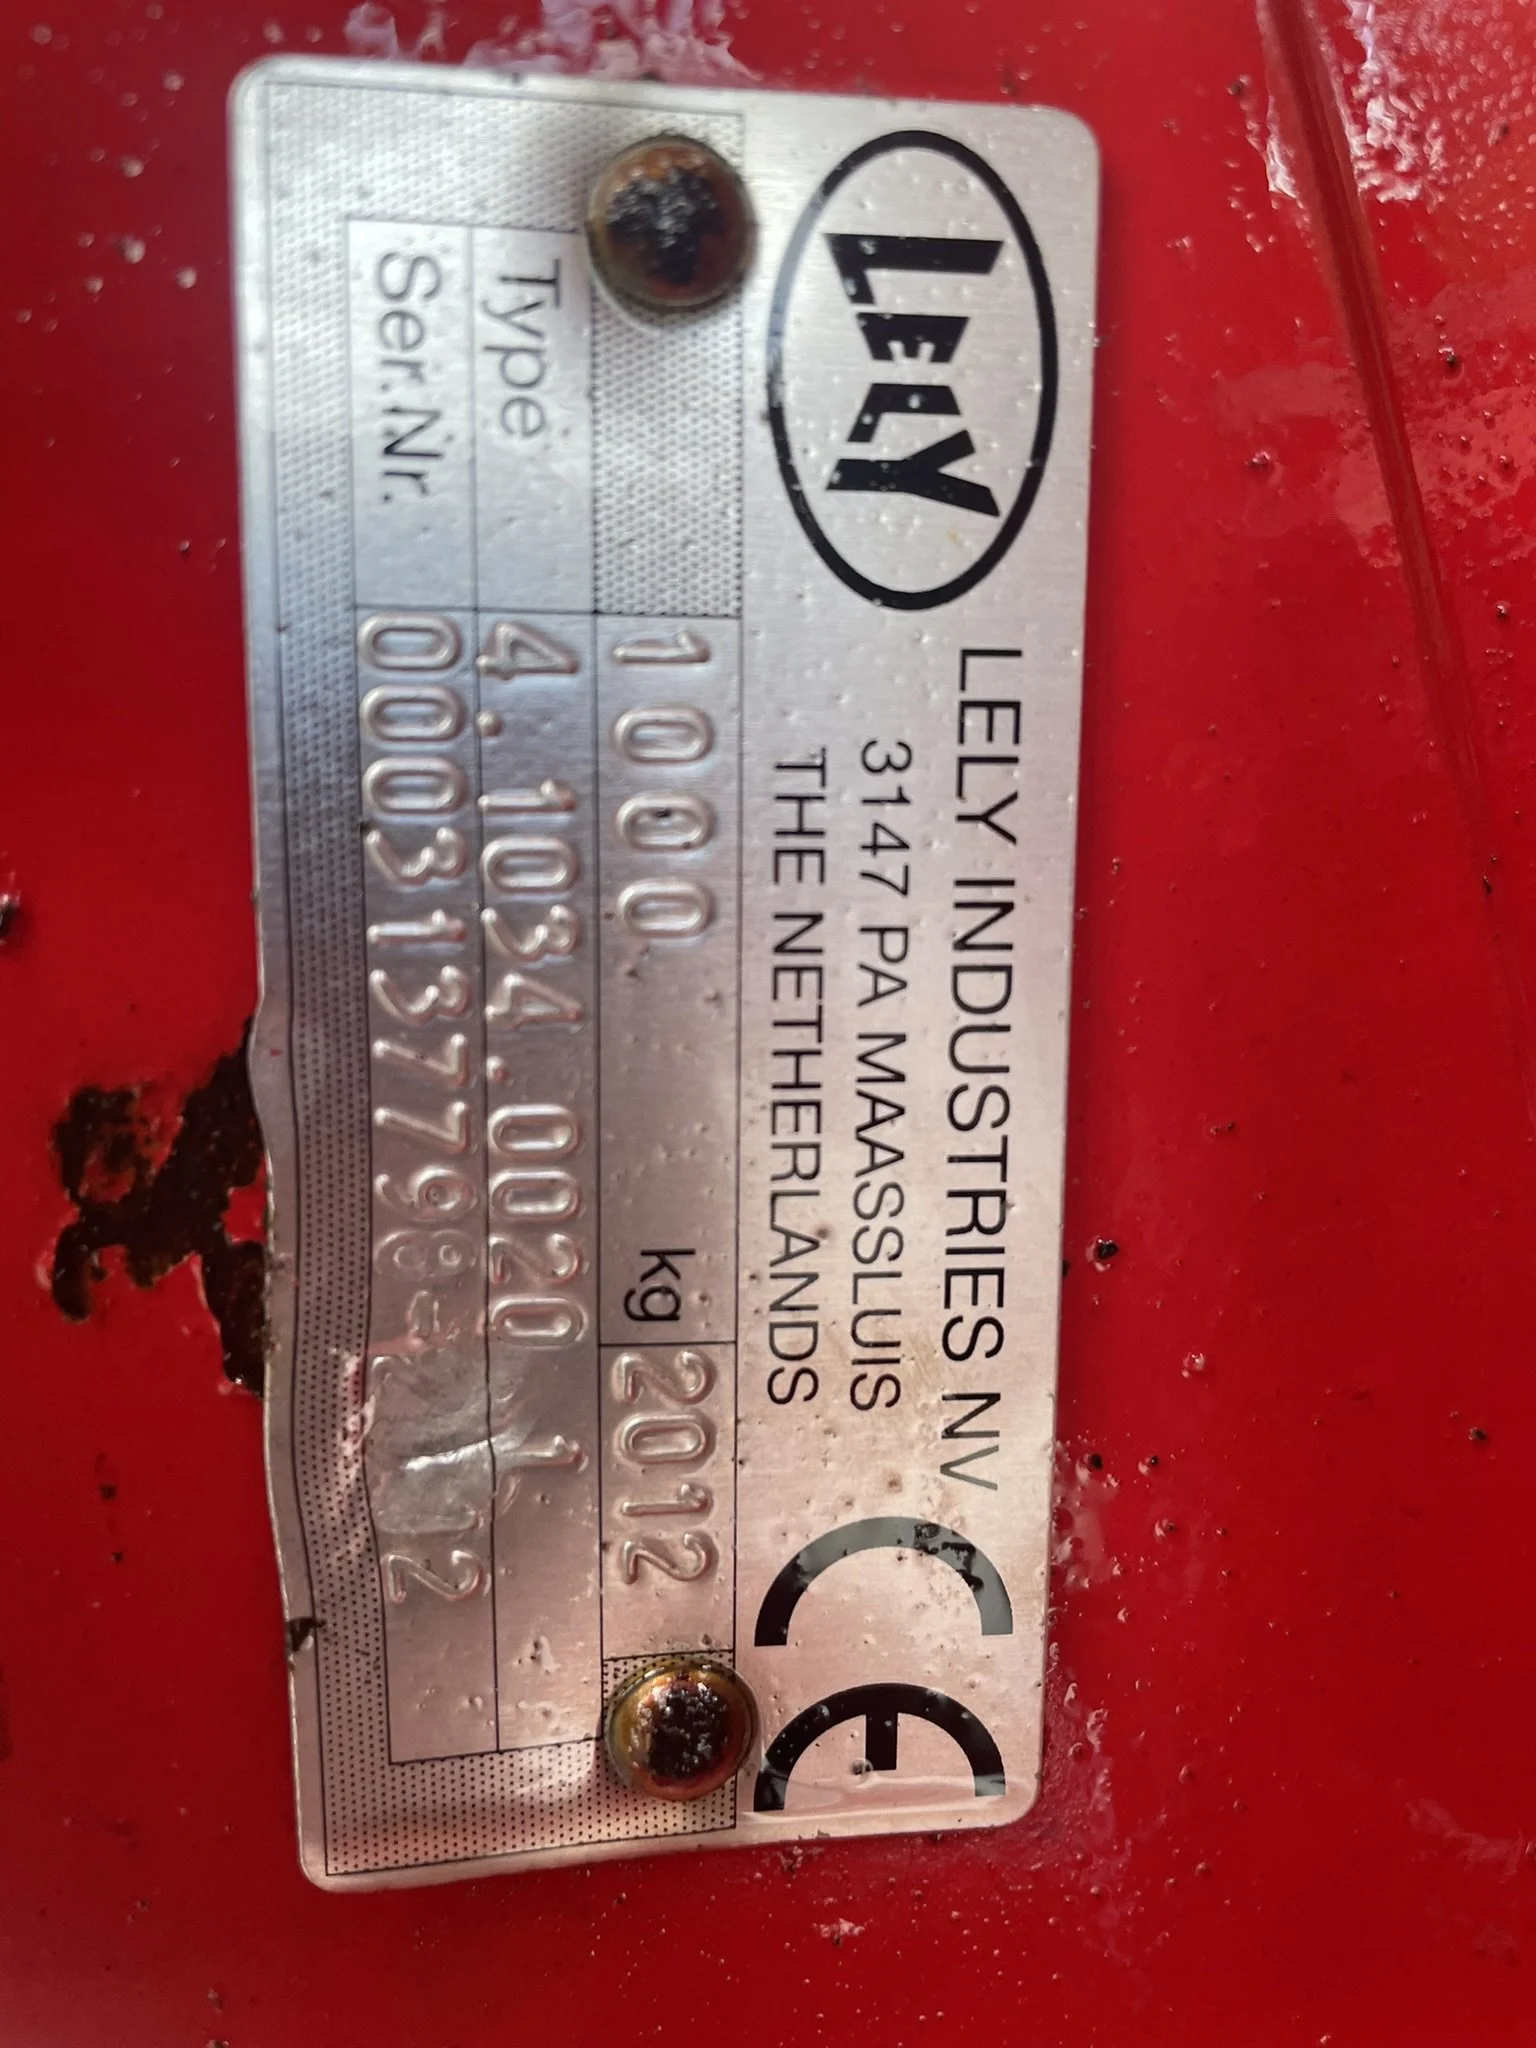 LELY
LELY INDUSTRIES NV
3147 PA MAASSLUIS
THE NETHERLANDS
CE
1000 kg 2012
Type 4.1034.0020 1
Ser.Nr.